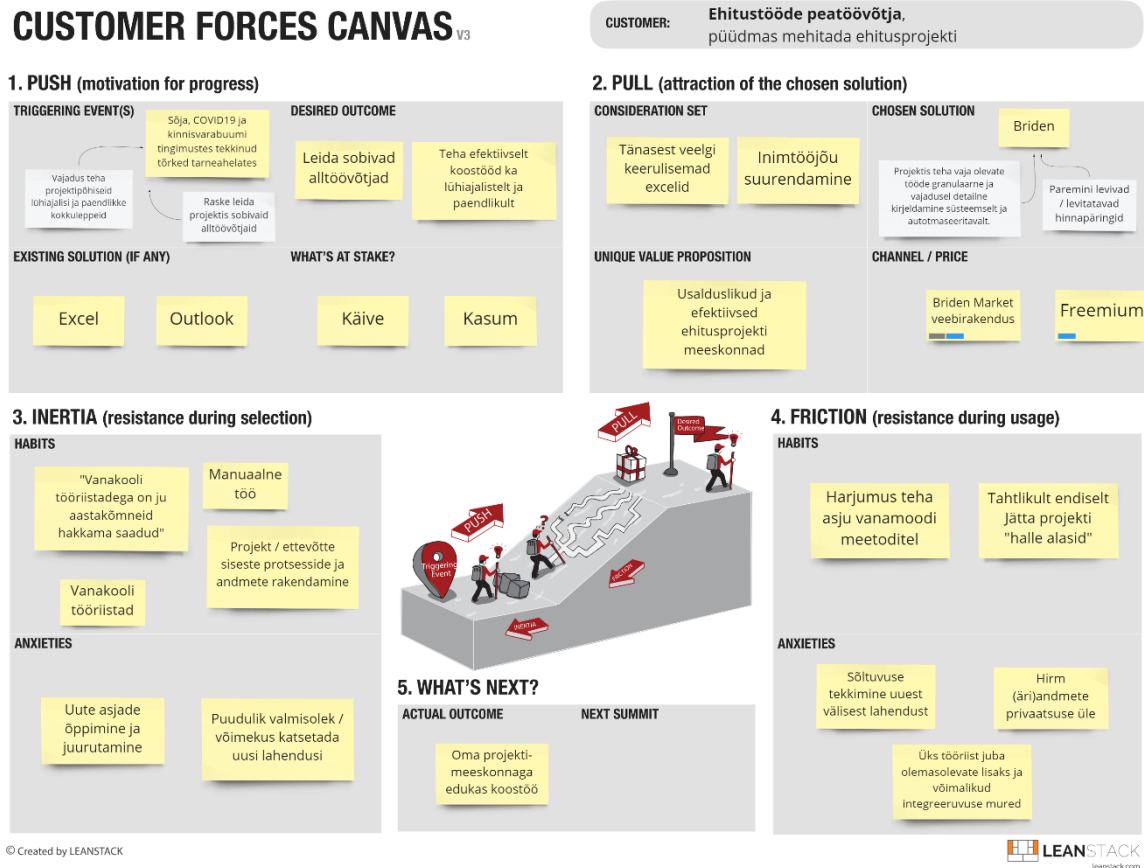 CUSTOMER FORCES CANVAS V3
CUSTOMER:
Ehitustööde peatöövõtja,
püüdmas mehitada ehitusprojekti
1. PUSH (motivation for progress)
TRIGGERING EVENT(S)
Sõja, COVID19 ja
kinnisvarabuumi
tingimustes tekkinud
tõrked tarneahelates
Vajadus teha
projektipõhiseid
lühiajalisi ja paendlikke
kokkuleppeid
Raske leida
projektis sobivaid
alltöövõtjaid
DESIRED OUTCOME
Leida sobivad
alltöövõtjad
Teha efektiivselt
koostööd ka
lühiajalistelt ja
paendlikult
EXISTING SOLUTION (IF ANY)
Excel
Outlook
WHAT'S AT STAKE?
Käive
Kasum
2. PULL (attraction of the chosen solution)
CONSIDERATION SET
Tänasest veelgi
keerulisemad
excelid
Inimtööjõu
suurendamine
CHOSEN SOLUTION
Briden
Projektis teha vaja olevate
tööde granulaarne ja
vajadusel detailne
kirjeldamine süsteemselt ja
autotmaseeritavalt.
Paremini levivad
/ levitatavad
hinnapäringid
UNIQUE VALUE PROPOSITION
Usalduslikud ja
efektiivsed
ehitusprojekti
meeskonnad
CHANNEL / PRICE
Briden Market
veebirakendus
Freemium
3. INERTIA (resistance during selection)
HABITS
"Vanakooli
tööriistadega on ju
aastakõmneid
hakkama saadud"
Manuaalne
töö
Projekt / ettevõtte
siseste protsesside ja
andmete rakendamine
Vanakooli
tööriistad
ANXIETIES
Uute asjade
õppimine ja
juurutamine
Puudulik valmisolek /
võimekus katsetada
uusi lahendusi
PULL
Desired
Outcome
PUSH
?
Triggering
Event
FRICTION
INERTIA
4. FRICTION (resistance during usage)
HABITS
Harjumus teha
asju vanamoodi
meetoditel
Tahtlikult endiselt
Jätta projekti
"halle alasid"
ANXIETIES
Sõltuvuse
tekkimine uuest
välisest lahendust
Hirm
(äri)andmete
privaatsuse üle
Üks tööriist juba
olemasolevate lisaks ja
võimalikud
integreeruvuse mured
5. WHAT'S NEXT?
ACTUAL OUTCOME
Oma projekti-
meeskonnaga
edukas koostöö
NEXT SUMMIT
© Created by LEANSTACK
LEANSTACK
leanstack.com